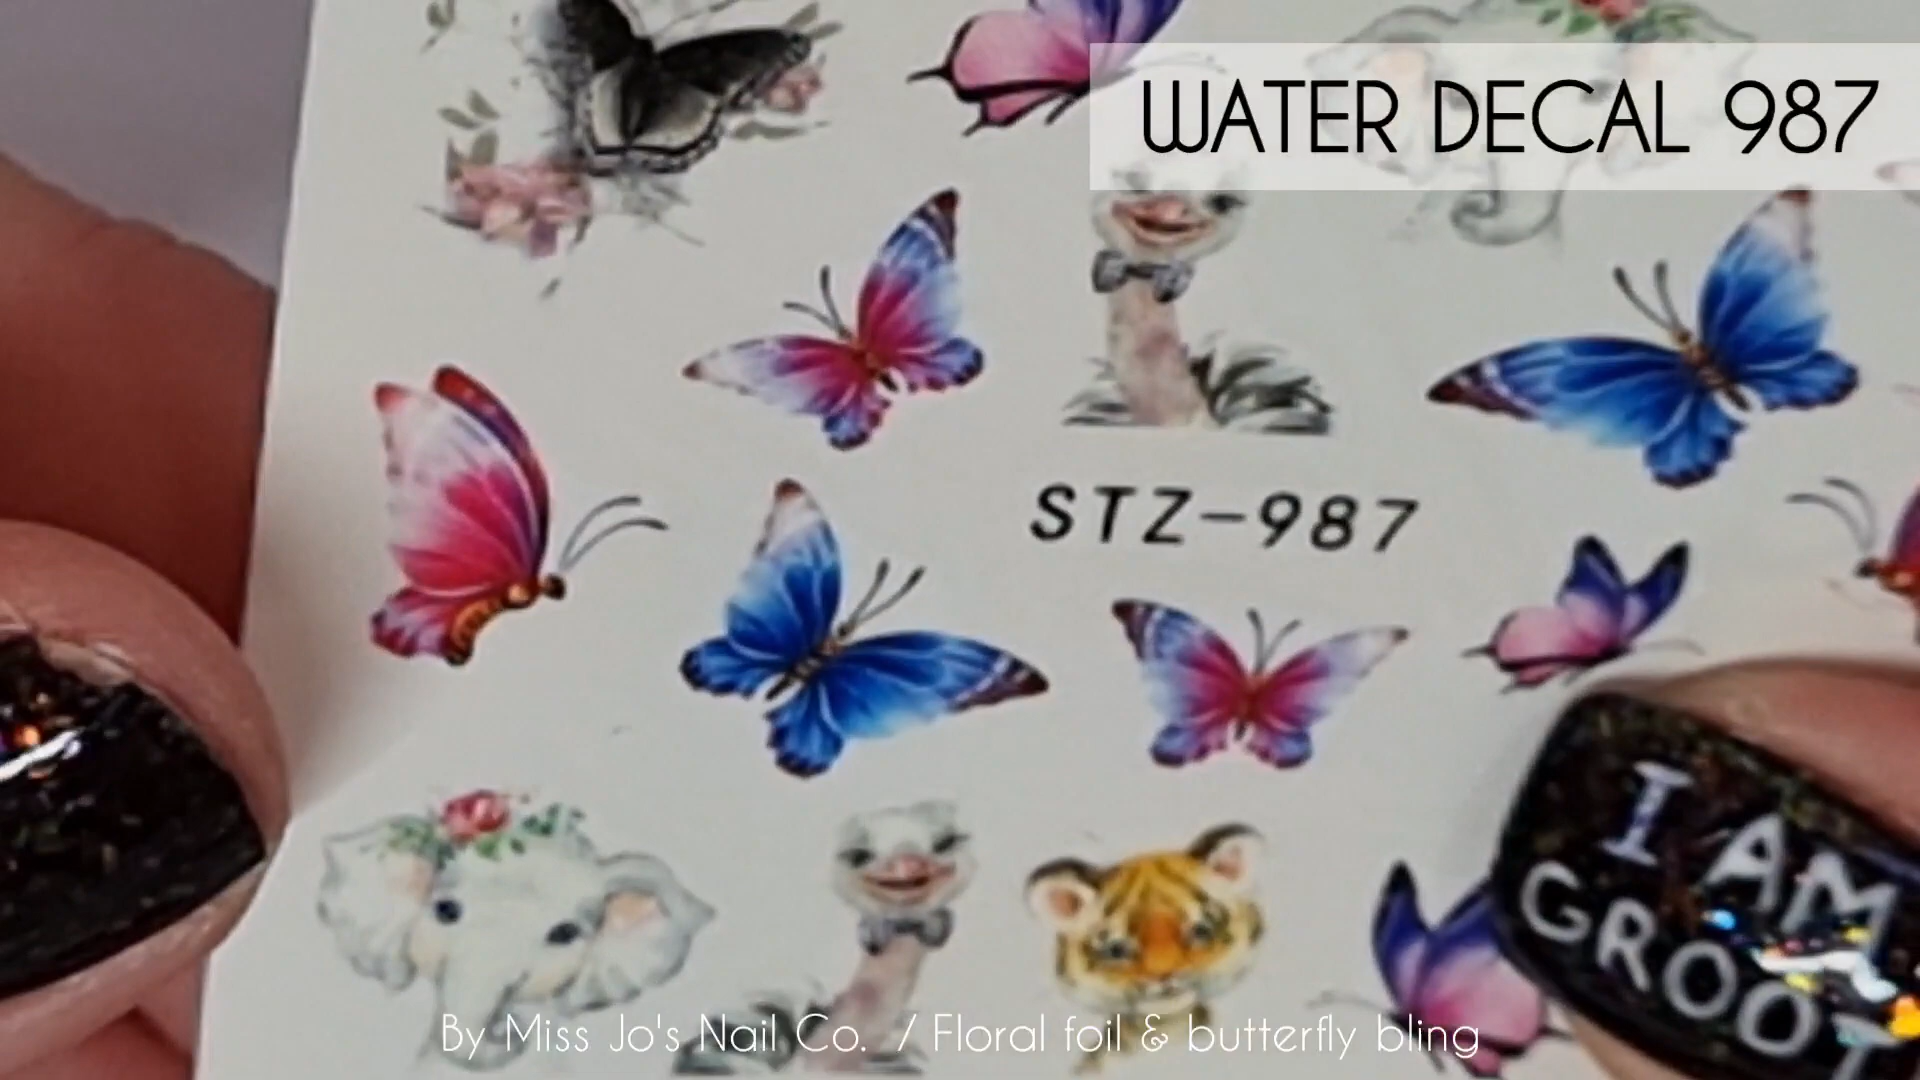 WATER DECAL 987
STZ-987
I AM
GROOT
By Miss Jo's Nail Co. / Floral foil & butterfly bling